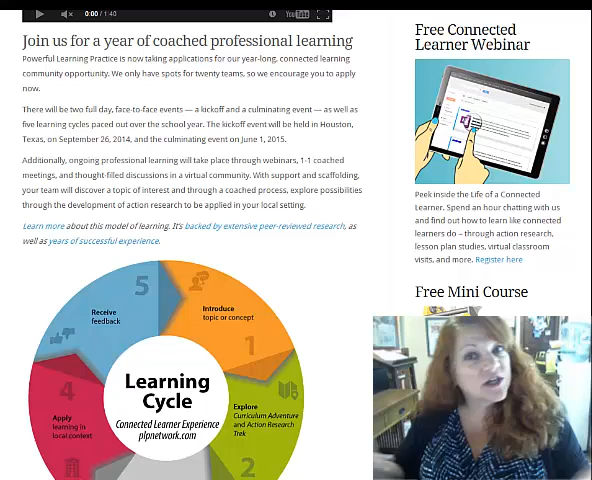 0:00 / 1:40
YouTube
Join us for a year of coached professional learning
Powerful Learning Practice is now taking applications for our year-long, connected learning
community opportunity. We only have spots for twenty teams, so we encourage you to apply
now.
There will be two full day, face-to-face events — a kickoff and a culminating event — as well as
five learning cycles paced out over the school year. The kickoff event will be held in Houston,
Texas, on September 26, 2014, and the culminating event on June 1, 2015.
Additionally, ongoing professional learning will take place through webinars, 1-1 coached
meetings, and thought-filled discussions in a virtual community. With support and scaffolding,
your team will discover a topic of interest and through a coached process, explore possibilities
through the development of action research to be applied in your local setting.
Learn more about this model of learning. It's backed by extensive peer-reviewed research, as
well as years of successful experience.
5
Receive
feedback
Introduce
topic or concept
1
Learning
Cycle
Connected Learner Experience
plpnetwork.com
4
Apply
learning in
local context
Explore
Curriculum Adventure
and Action Research
Trek
2
Free Connected
Learner Webinar
Peek inside the Life of a Connected
Learner. Spend an hour chatting with us
and find out how to learn like connected
learners do – through action research,
lesson plan studies, virtual classroom
visits, and more. Register here
Free Mini Course